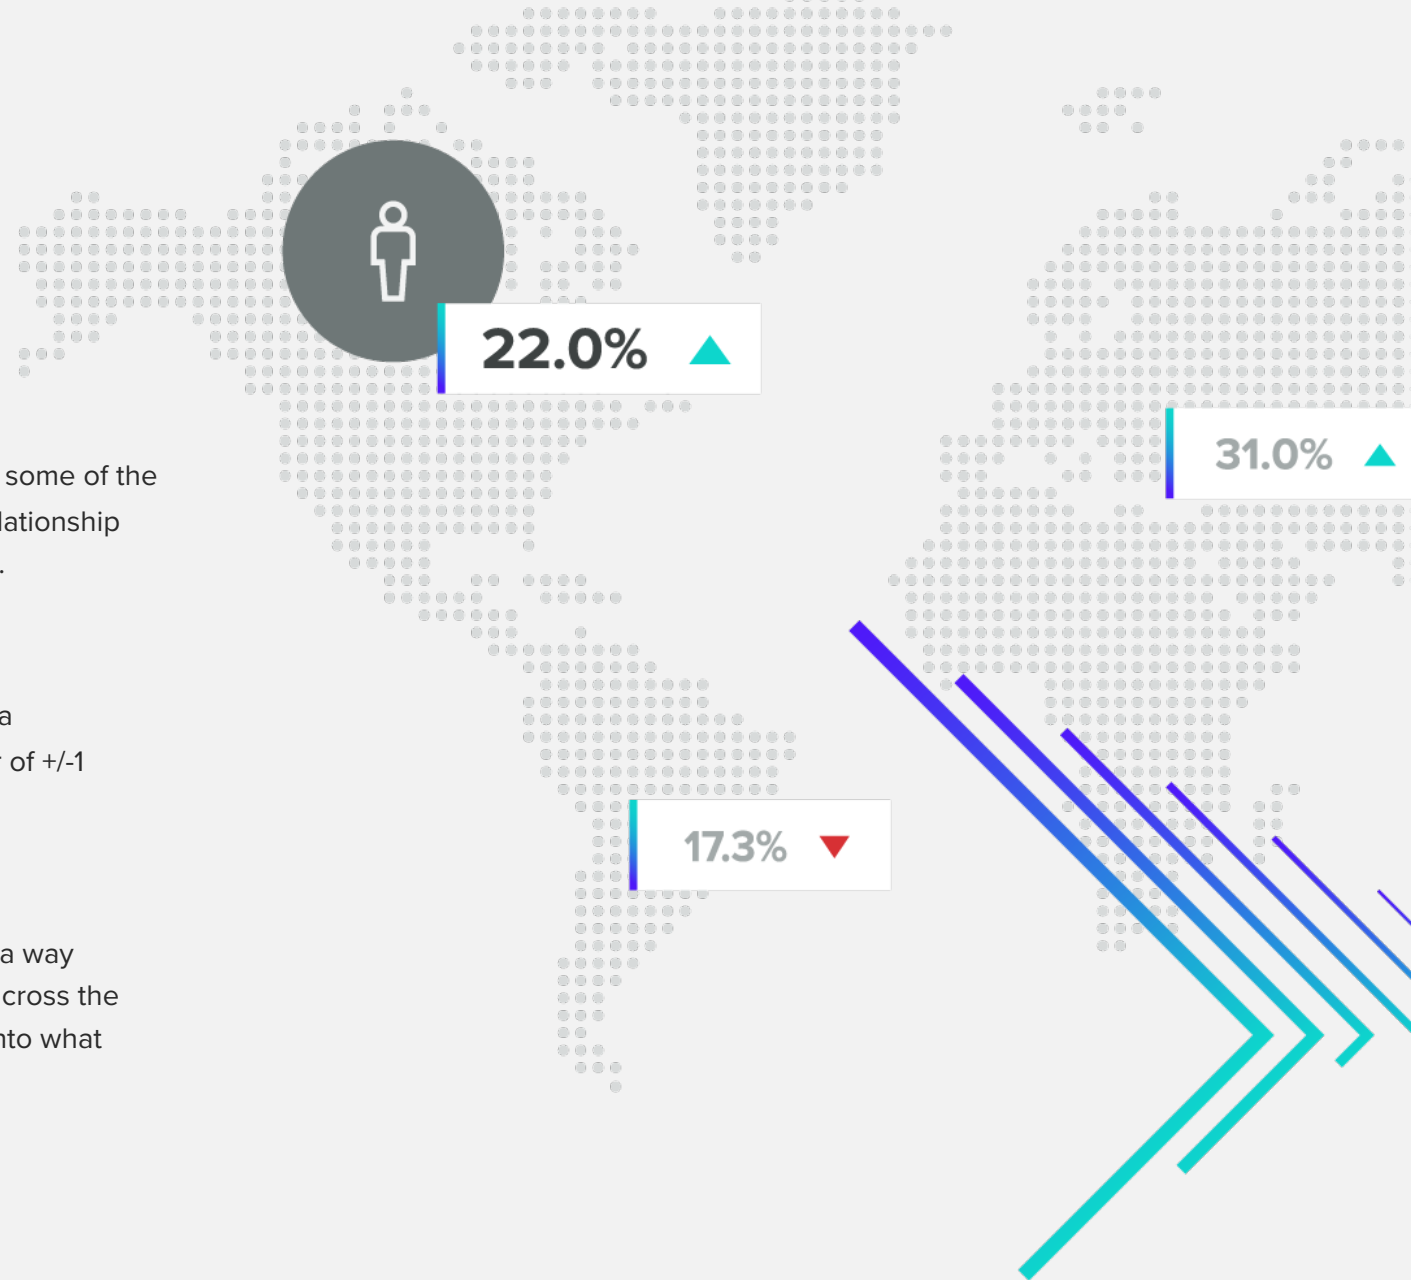 22.0%
31.0%
some of the
lationship
.
a
of +/-1
17.3%
a way
cross the
nto what